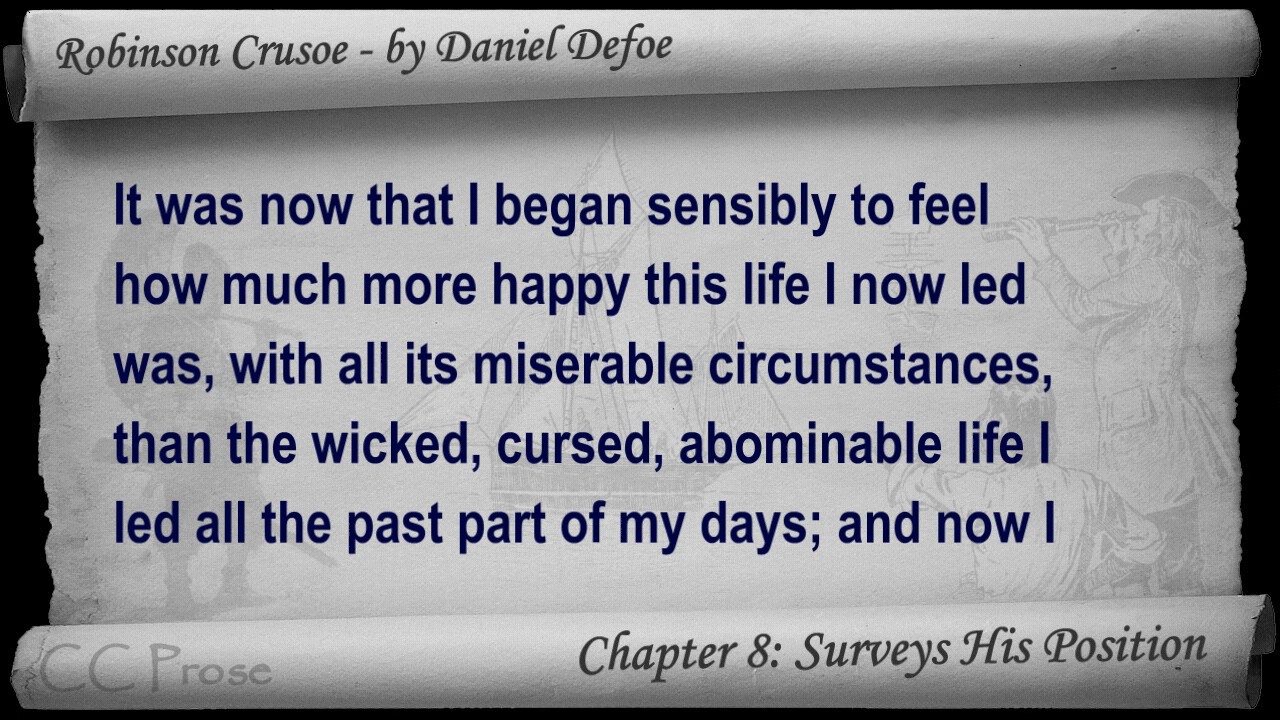 Robinson Crusoe - by Daniel Defoe
It was now that I began sensibly to feel
how much more happy this life I now led
was, with all its miserable circumstances,
than the wicked, cursed, abominable life I
led all the past part of my days; and now I
Chapter 8: Surveys His Position
CC Prose